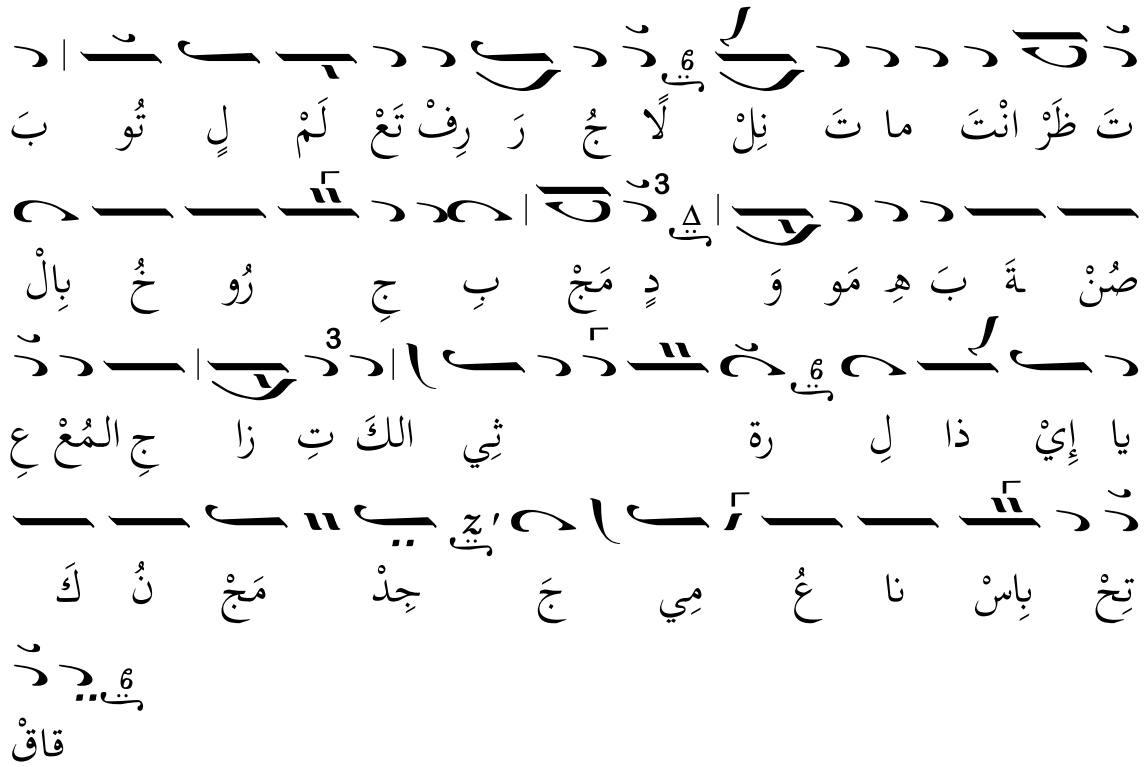 بَ تُو لٍ لَمْ تَعْ رِفْ رَ جُ لًا نِلْ تَ ما انْتَ ظَرْ تَ
بِالْ خُ رُو جِ بِ مَجْ دٍ وَ مَو هِ بَ ـةَ صُنْ
عِ المُعْ جِ زا تِ الكَ ثِي رة لِ ذا إِيْ يا
كَ نُ مَجْ جِدْ جَ مِي عُ نا بِاسْ تِحْ
قاقْ